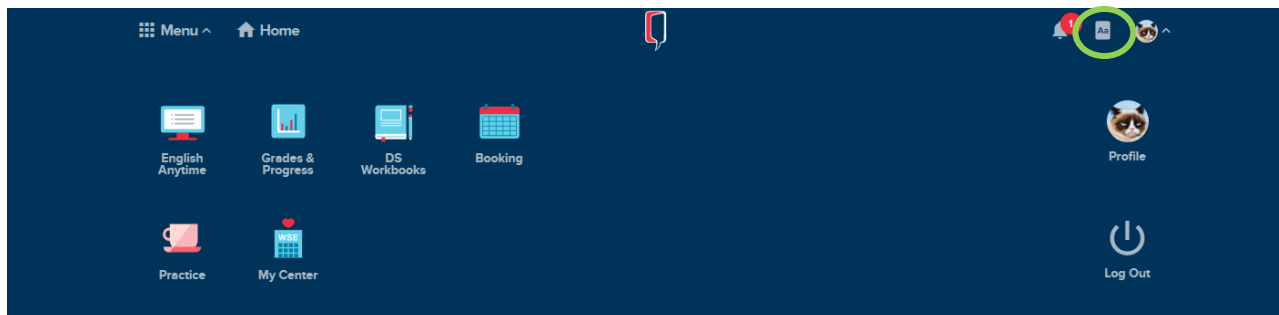 Menu
Home
1
Aa
English
Anytime
Grades &
Progress
DS
Workbooks
Booking
Profile
Practice
WSE
My Center
Log Out